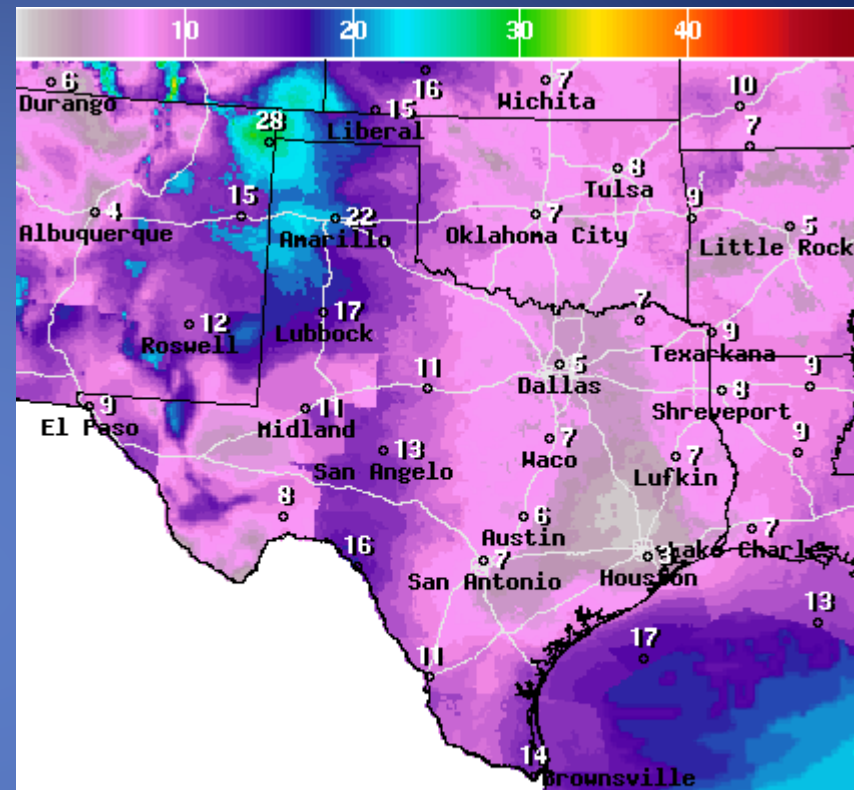 10 20 30 40
6 16 7 10
Durango Wichita
15
28 Liberal 7
8
Tulsa
4 15 22 7 9 5
Albuquerque Amarillo Oklahoma City Little Rock
12 17 7 9
Roswell Lubbock Texarkana
5
11 Dallas 8 9
9 11 Shreveport
El Paso Midland
13 7 7 9
San Angelo Waco Lufkin
8 6 7
Austin
16 7 3 Lake Charles
San Antonio Houston
13
17
11
14
Brownsville